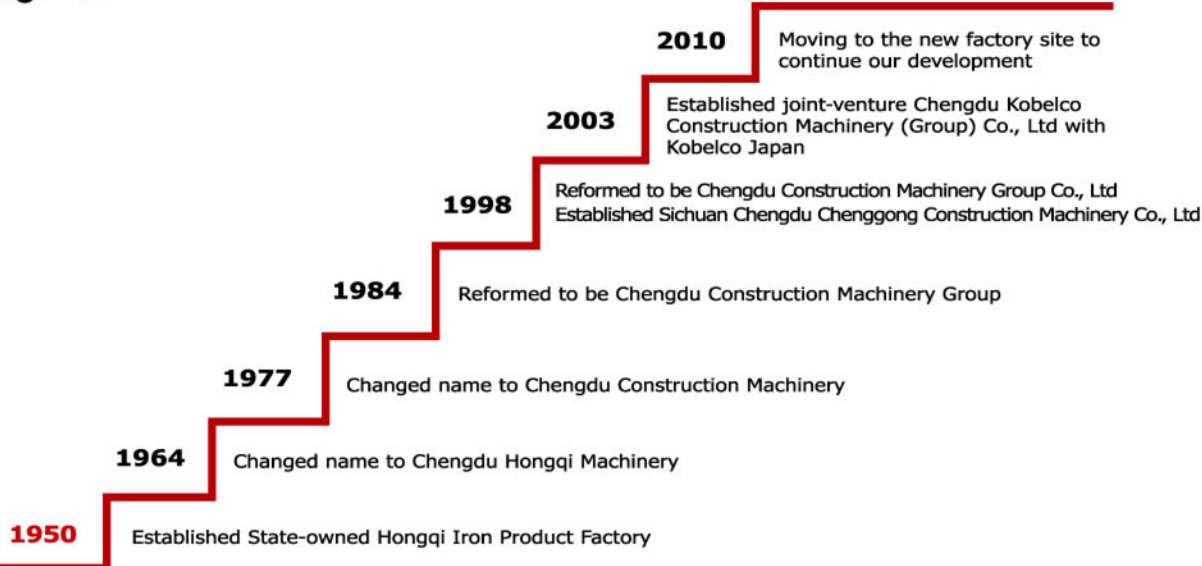 2010
Moving to the new factory site to
continue our development
2003
Established joint-venture Chengdu Kobelco
Construction Machinery (Group) Co., Ltd with
Kobelco Japan
1998
Reformed to be Chengdu Construction Machinery Group Co., Ltd
Established Sichuan Chengdu Chenggong Construction Machinery Co., Ltd
1984
Reformed to be Chengdu Construction Machinery Group
1977
Changed name to Chengdu Construction Machinery
1964
Changed name to Chengdu Hongqi Machinery
1950
Established State-owned Hongqi Iron Product Factory